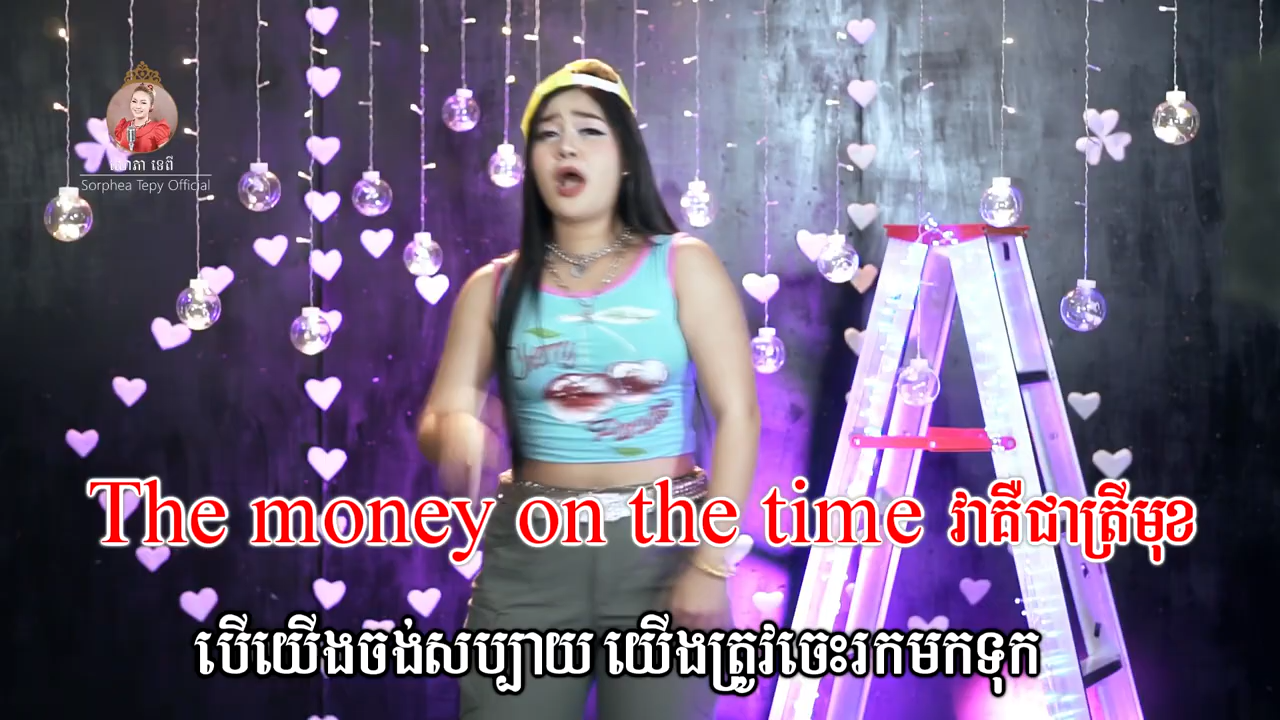 សោភា ទេពី
Sorphea Tepy Official
Cherry
The money on the time វាគឺជាត្រីមុខ
បើយើងចង់សប្បាយ យើងត្រូវចេះរកមកទុក